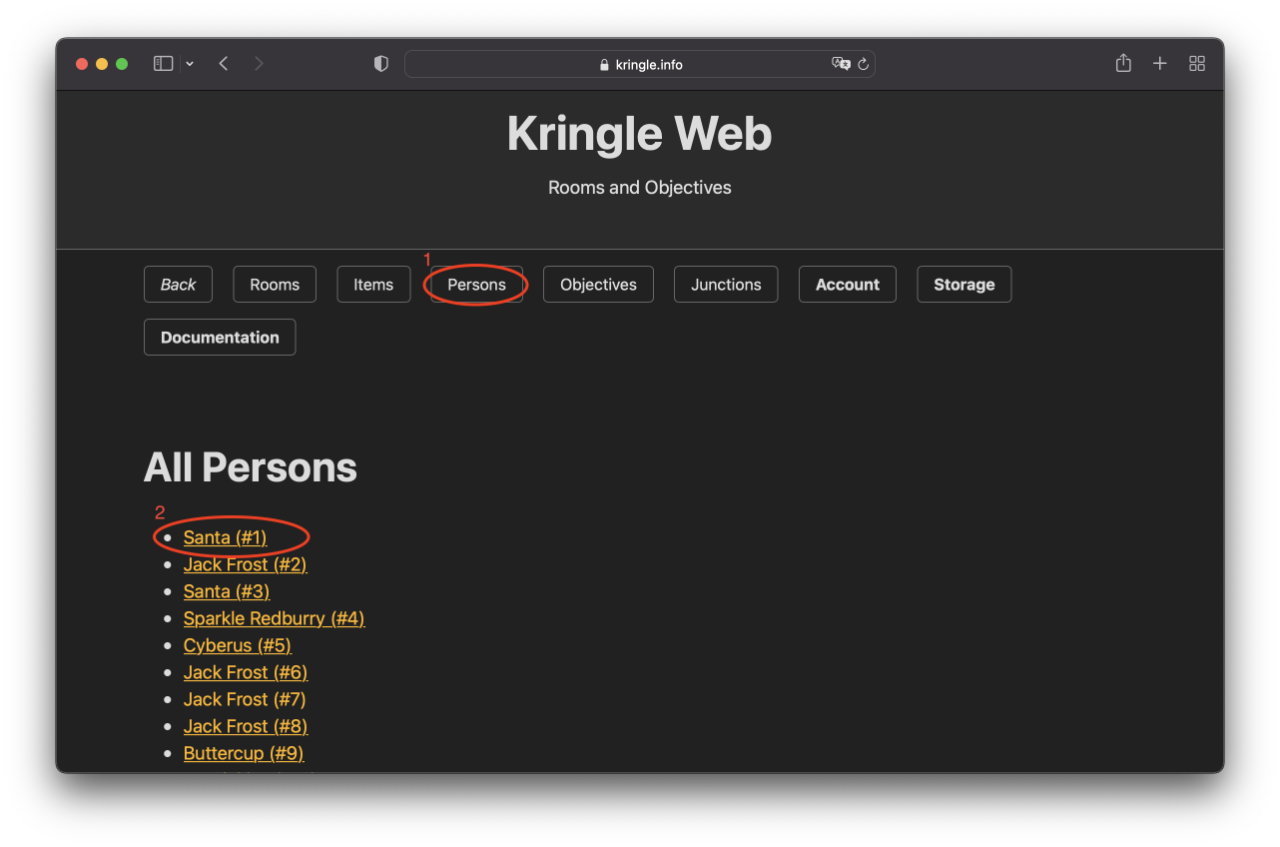 kringle.info
Kringle Web
Rooms and Objectives
1
Back Rooms Items Persons Objectives Junctions Account Storage
Documentation
All Persons
2
Santa (#1)
Jack Frost (#2)
Santa (#3)
Sparkle Redburry (#4)
Cyberus (#5)
Jack Frost (#6)
Jack Frost (#7)
Jack Frost (#8)
Buttercup (#9)